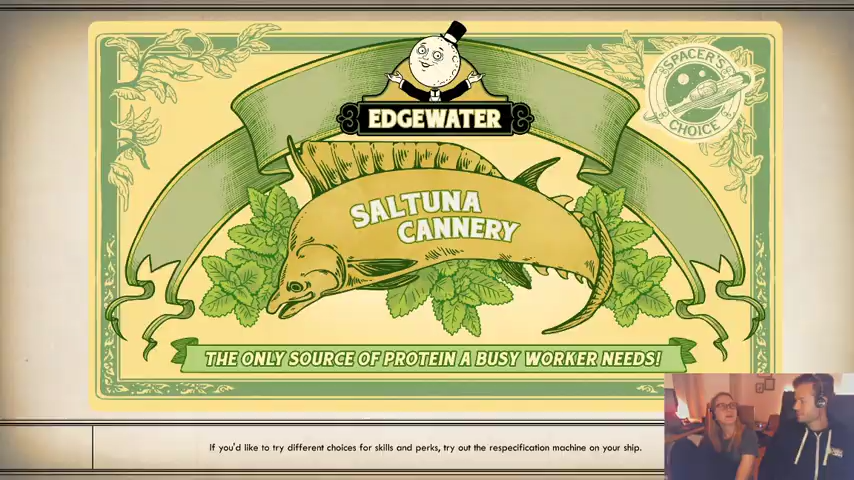 SPACER'S
CHOICE
EDGEWATER
SALTUNA
CANNERY
THE ONLY SOURCE OF PROTEIN A BUSY WORKER NEEDS!
If you'd like to try different choices for skills and perks, try out the respecification machine on your ship.